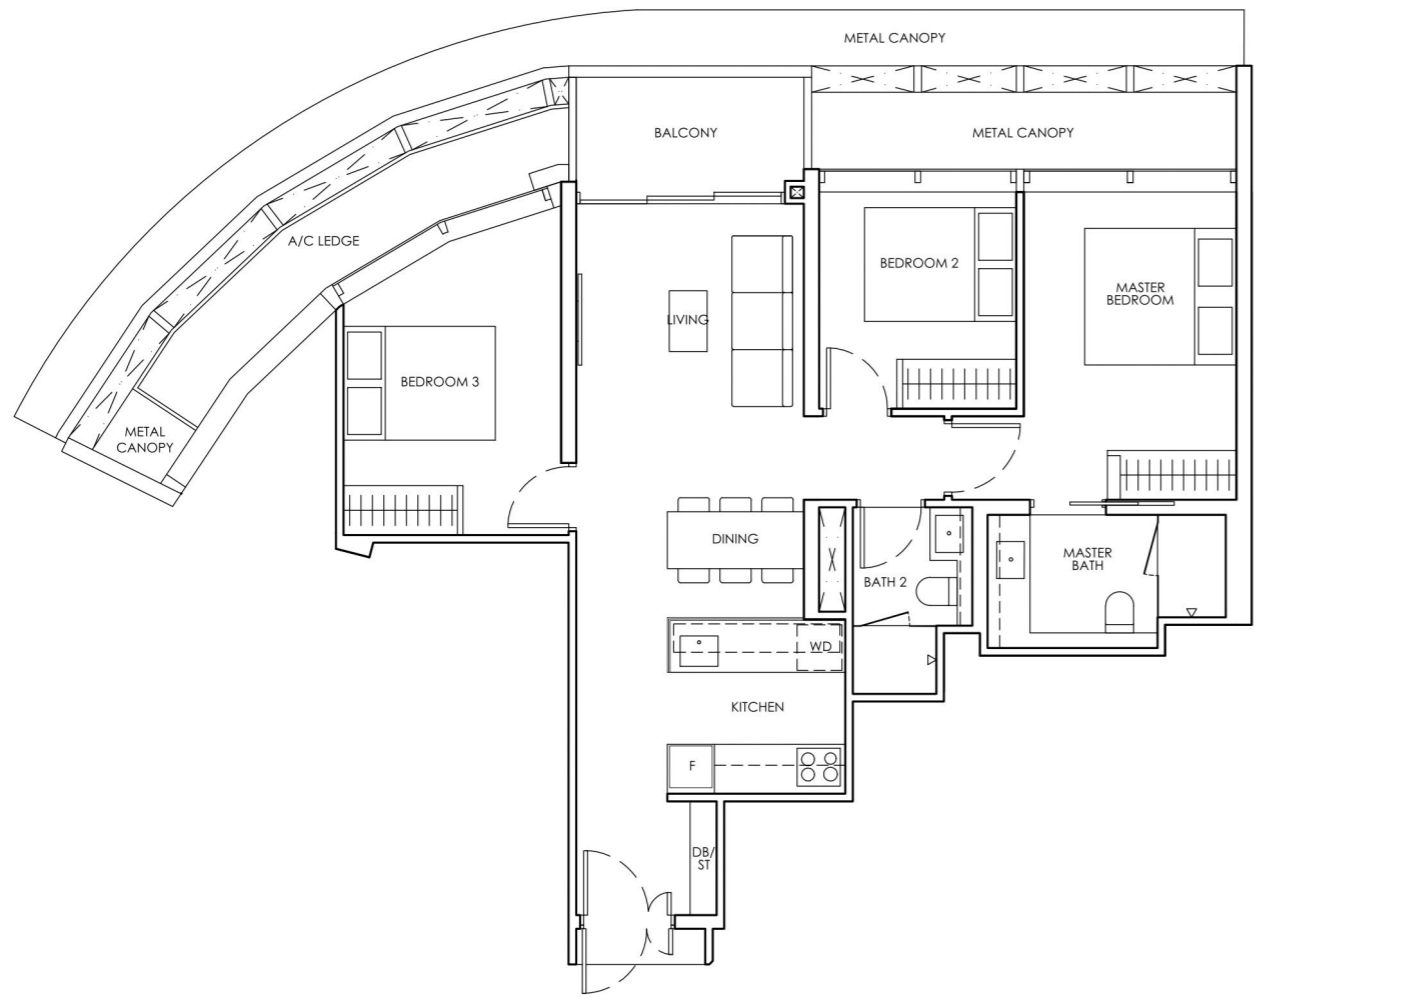 METAL CANOPY
BALCONY
METAL CANOPY
A/C LEDGE
BEDROOM 2
MASTER
BEDROOM
LIVING
BEDROOM 3
METAL
CANOPY
DINING
MASTER
BATH
BATH 2
WD
KITCHEN
F
DB/
ST